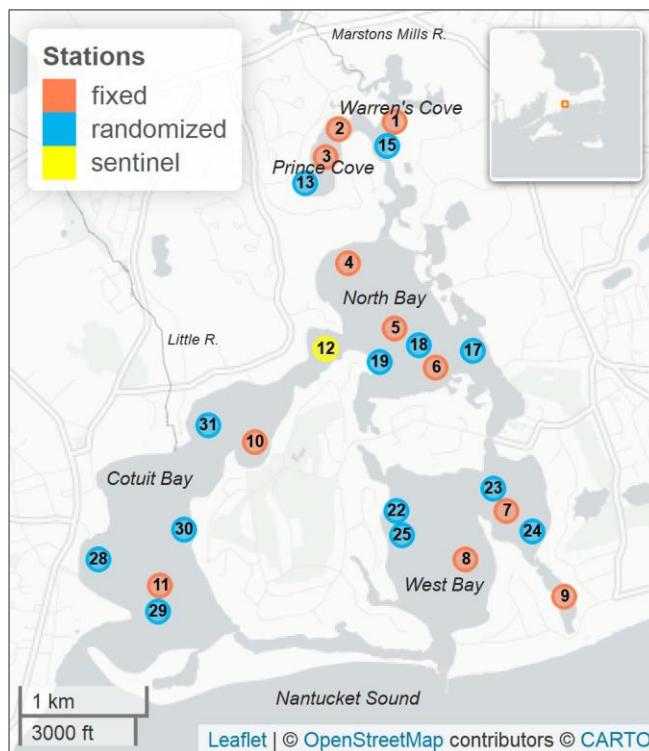 Marstons Mills R.
Stations
fixed
randomized
sentinel
Warren's Cove
1
2
15
3
Prince Cove
13
4
North Bay
5
18
17
Little R.
12
19
6
31
10
Cotuit Bay
23
22
7
30
24
25
28
8
West Bay
11
9
29
1 km
3000 ft
Nantucket Sound
Leaflet | © OpenStreetMap contributors © CARTO